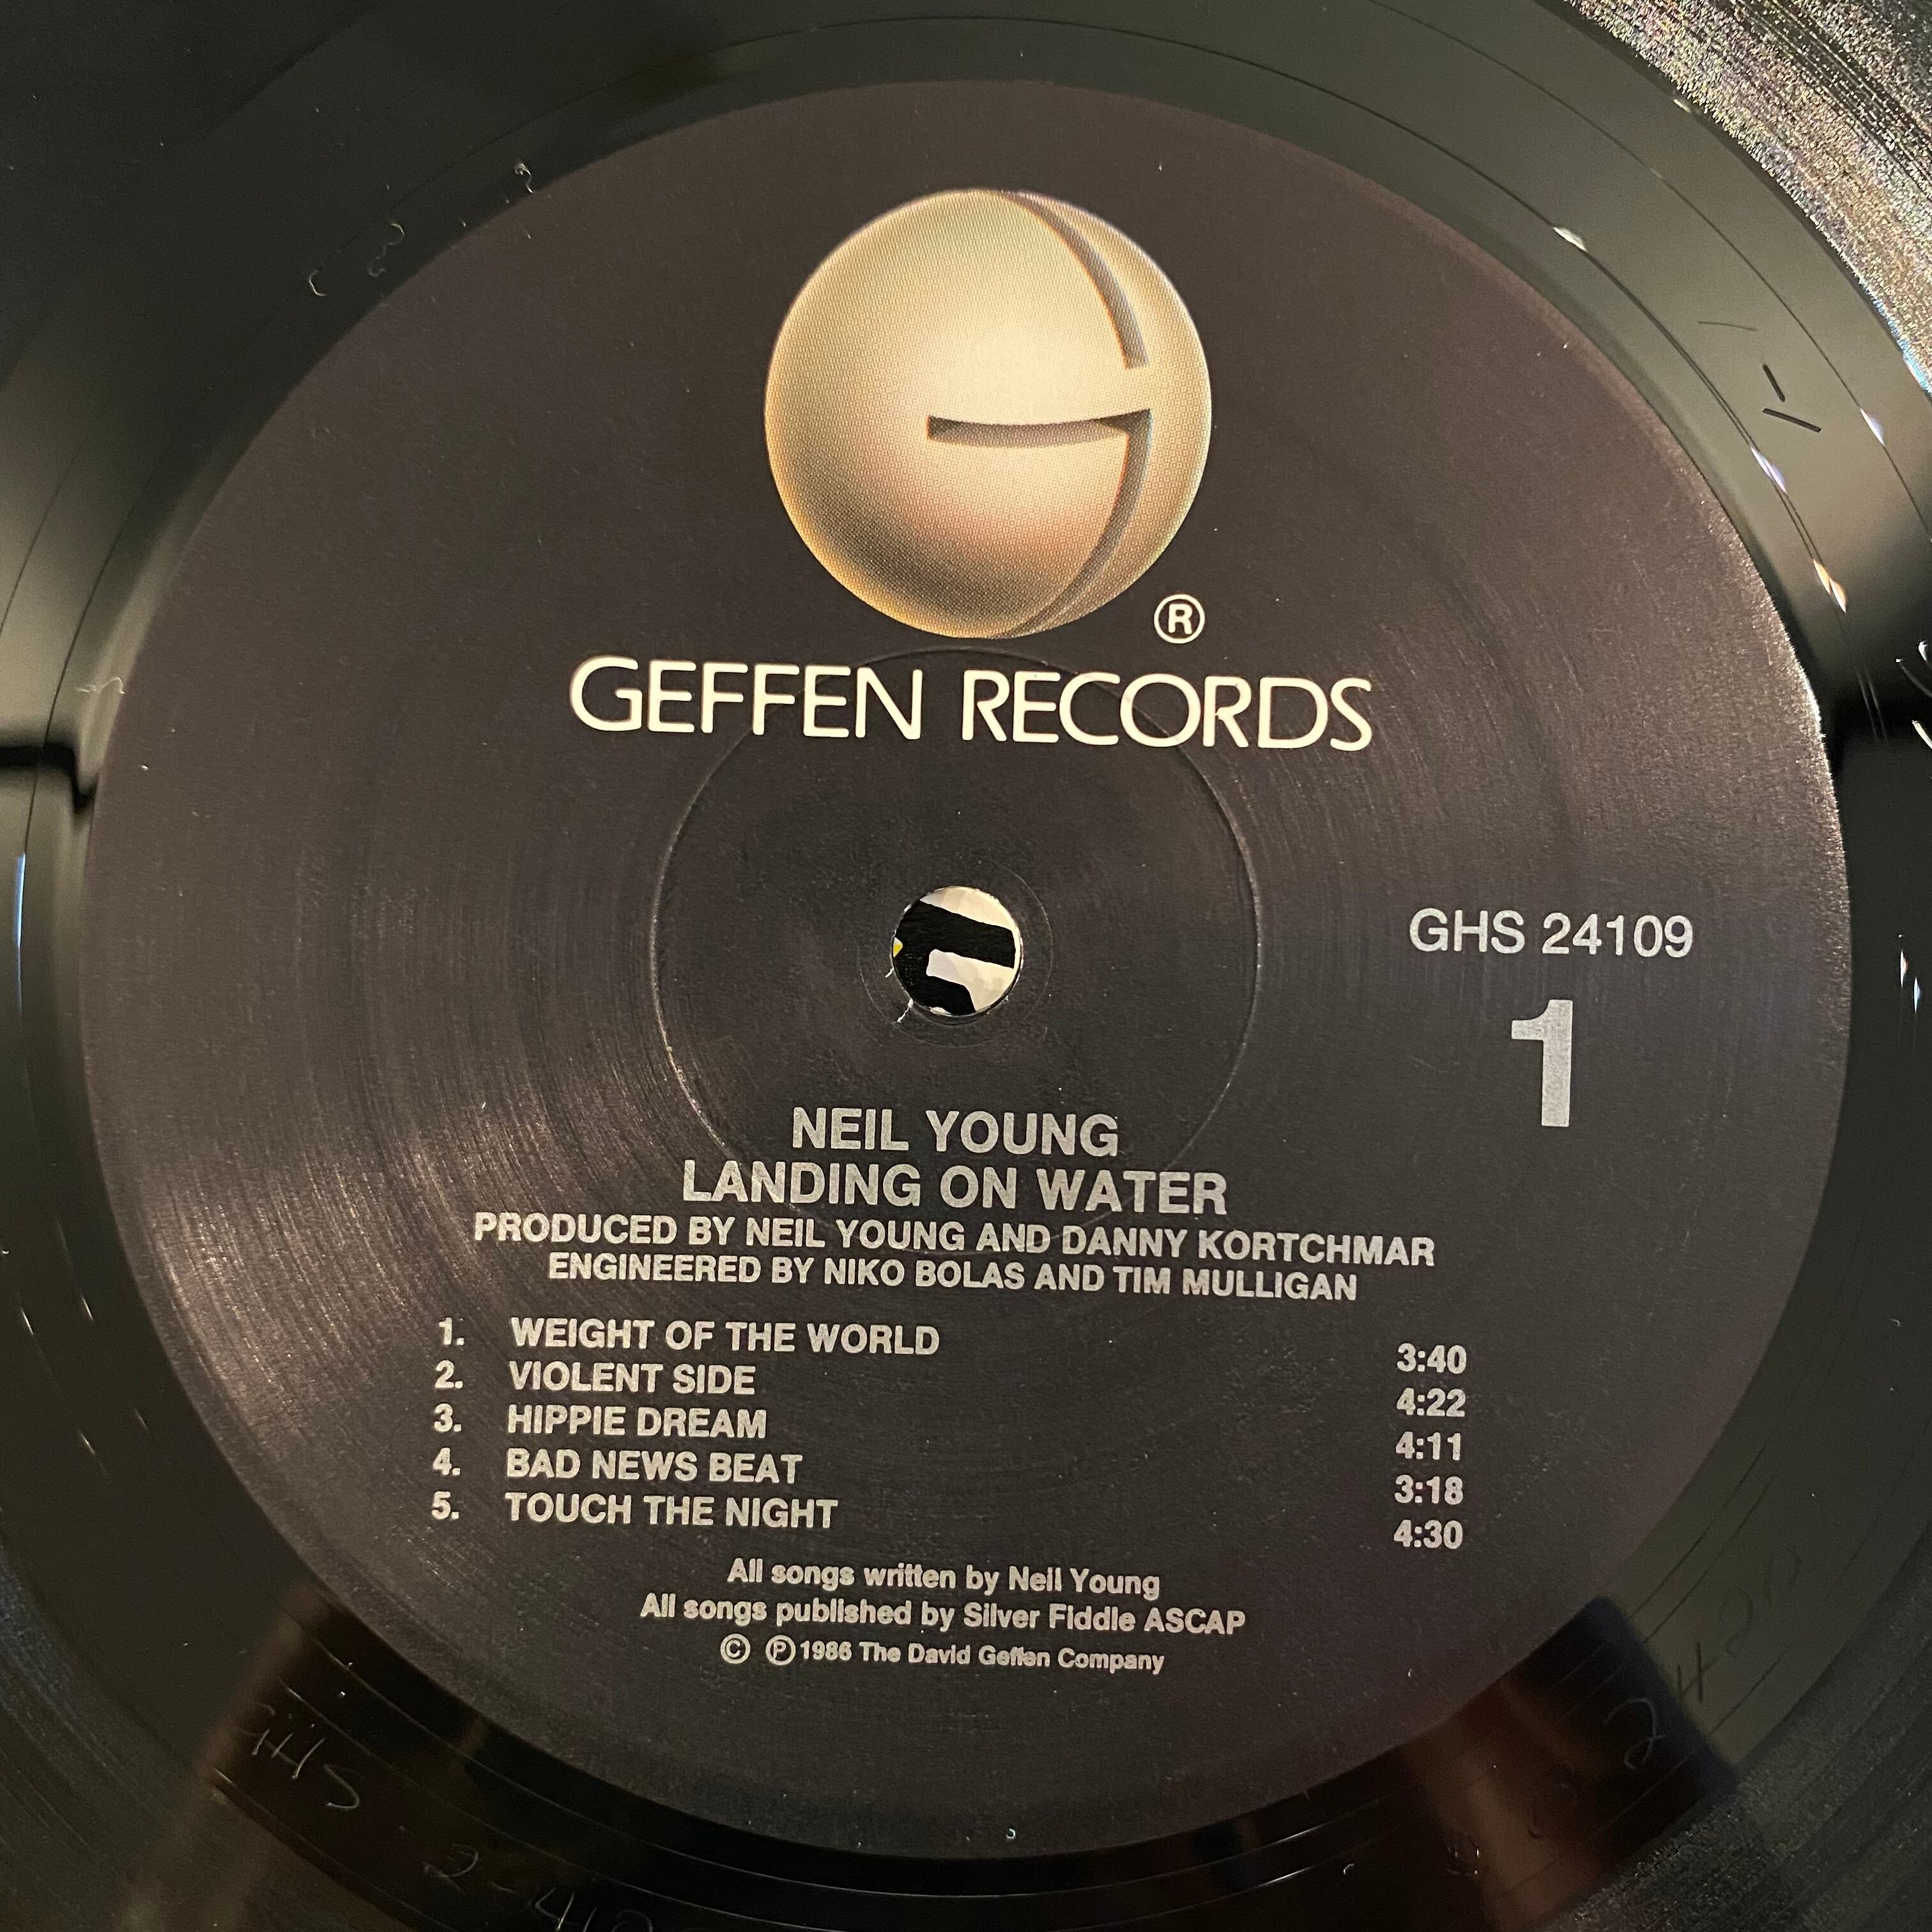 ®
GEFFEN RECORDS
GHS 24109
1
NEIL YOUNG
LANDING ON WATER
PRODUCED BY NEIL YOUNG AND DANNY KORTCHMAR
ENGINEERED BY NIKO BOLAS AND TIM MULLIGAN
1. WEIGHT OF THE WORLD 3:40
2. VIOLENT SIDE 4:22
3. HIPPIE DREAM 4:11
4. BAD NEWS BEAT 3:18
5. TOUCH THE NIGHT 4:30
All songs written by Neil Young
All songs published by Silver Fiddle ASCAP
© ℗ 1986 The David Geffen Company
GHS